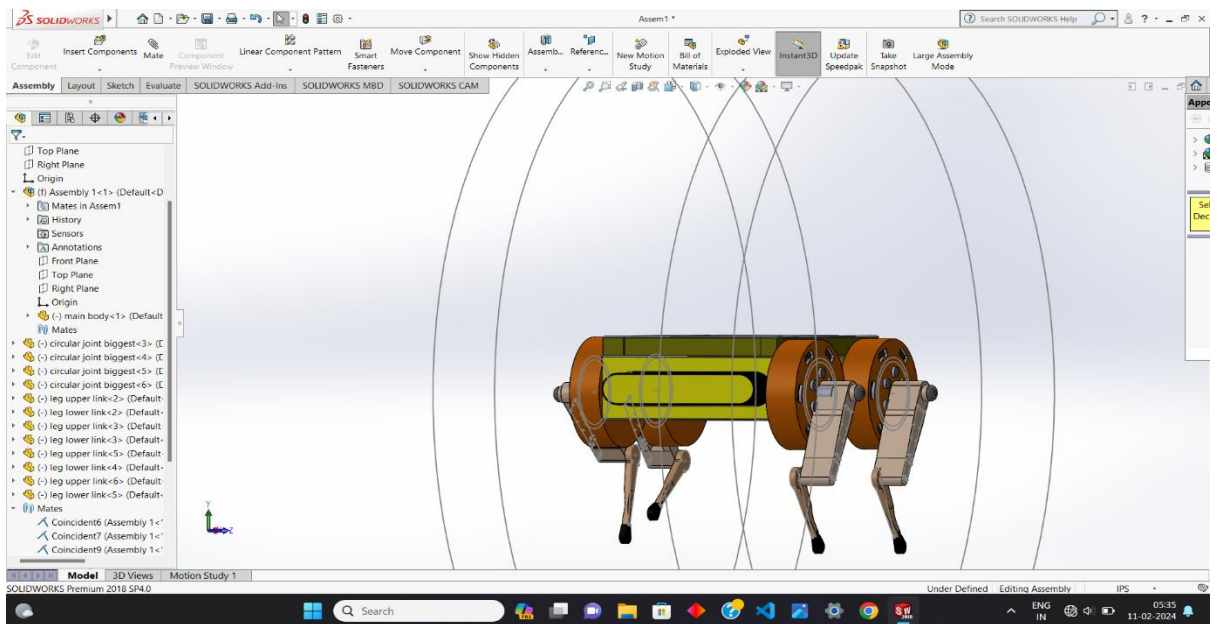 SOLIDWORKS
Assem1 *
Search SOLIDWORKS Help
Edit Component
Insert Components
Mate
Component Preview Window
Linear Component Pattern
Smart Fasteners
Move Component
Show Hidden Components
Assemb...
Referenc...
New Motion Study
Bill of Materials
Exploded View
Instant3D
Update Speedpak
Take Snapshot
Large Assembly Mode
Assembly Layout Sketch Evaluate SOLIDWORKS Add-Ins SOLIDWORKS MBD SOLIDWORKS CAM
Appe
Top Plane
Right Plane
Origin
(f) Assembly 1<1> (Default<D
Mates in Assem1
History
Sensors
Annotations
Front Plane
Top Plane
Right Plane
Origin
(-) main body<1> (Default
Mates
(-) circular joint biggest<3> (D
(-) circular joint biggest<4> (D
(-) circular joint biggest<5> (D
(-) circular joint biggest<6> (D
(-) leg upper link<2> (Default
(-) leg lower link<2> (Default
(-) leg upper link<3> (Default
(-) leg lower link<3> (Default
(-) leg upper link<5> (Default
(-) leg lower link<4> (Default
(-) leg upper link<6> (Default
(-) leg lower link<5> (Default
Mates
Coincident6 (Assembly 1<
Coincident7 (Assembly 1<
Coincident9 (Assembly 1<
Y
Z
Model 3D Views Motion Study 1
SOLIDWORKS Premium 2018 SP4.0
Under Defined Editing Assembly IPS
Search
ENG
IN
05:35
11-02-2024